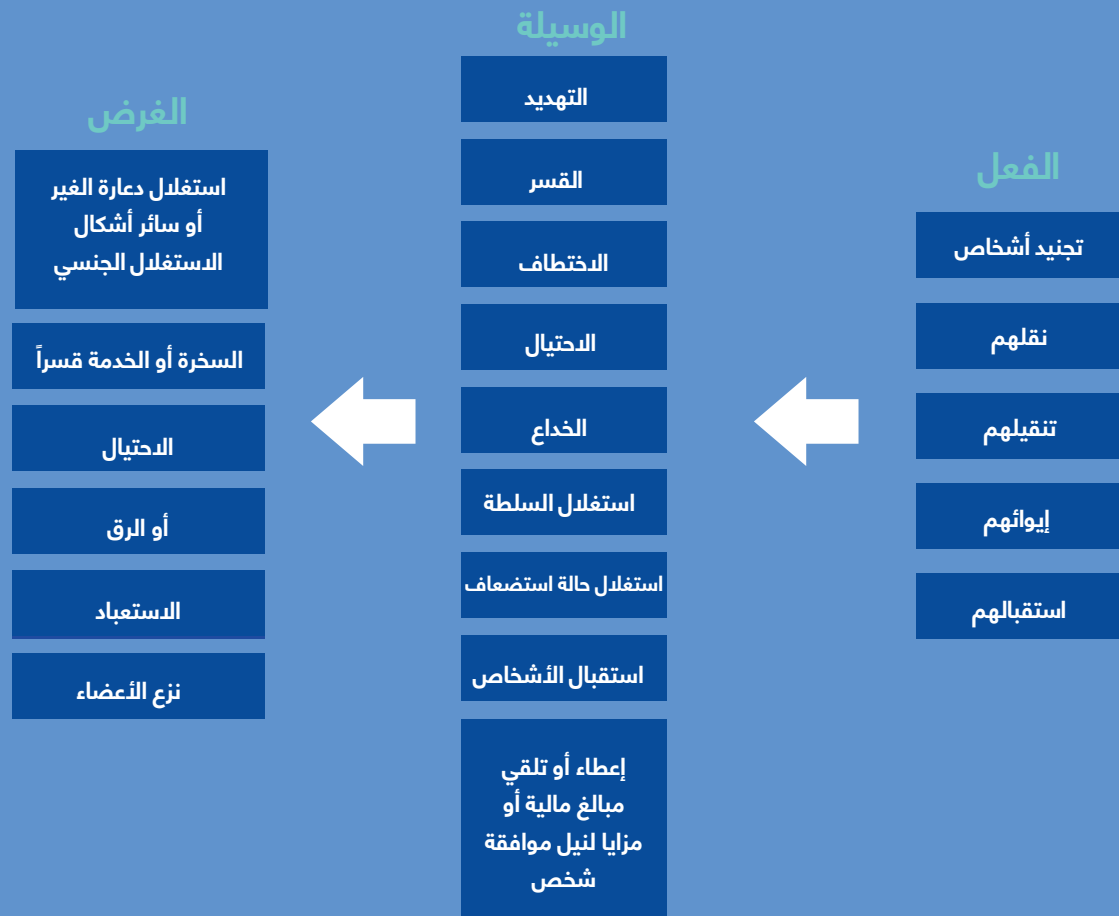 الفعل
تجنيد أشخاص
نقلهم
تنقيلهم
إيوائهم
استقبالهم
الوسيلة
التهديد
القسر
الاختطاف
الاحتيال
الخداع
استغلال السلطة
استغلال حالة استضعاف
استقبال الأشخاص
إعطاء أو تلقي
مبالغ مالية أو
مزايا لنيل موافقة
شخص
الغرض
استغلال دعارة الغير
أو سائر أشكال
الاستغلال الجنسي
السخرة أو الخدمة قسراً
الاحتيال
أو الرق
الاستعباد
نزع الأعضاء